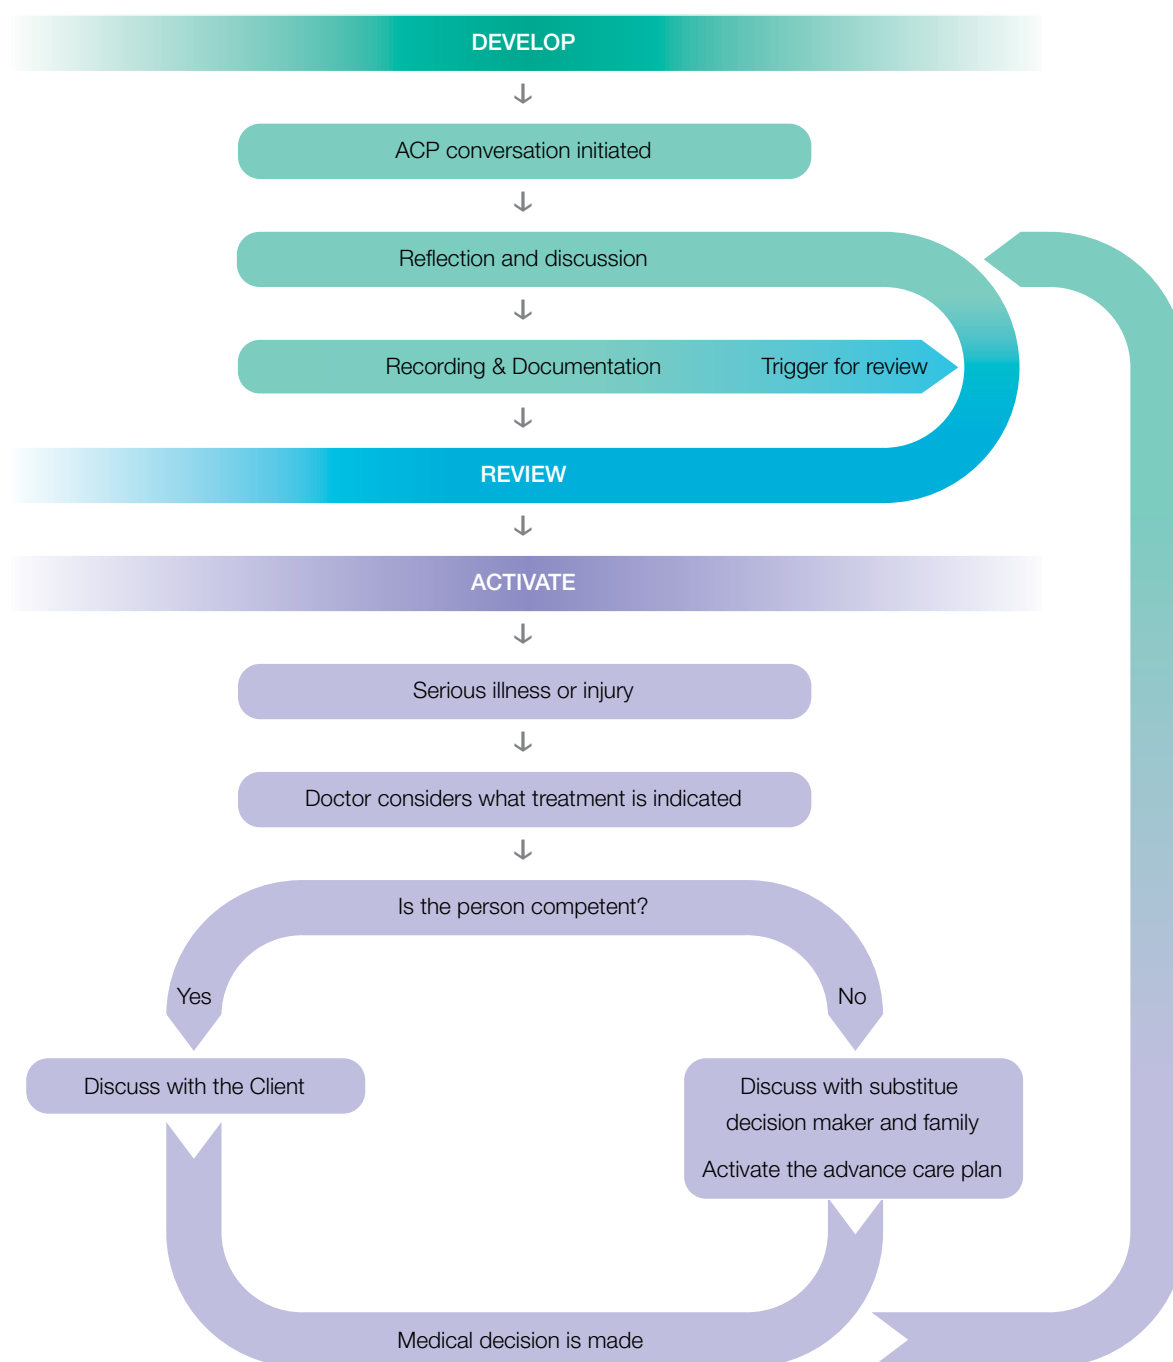 DEVELOP
ACP conversation initiated
Reflection and discussion
Recording & Documentation
Trigger for review
REVIEW
ACTIVATE
Serious illness or injury
Doctor considers what treatment is indicated
Is the person competent?
Yes
No
Discuss with the Client
Discuss with substitue
decision maker and family
Activate the advance care plan
Medical decision is made